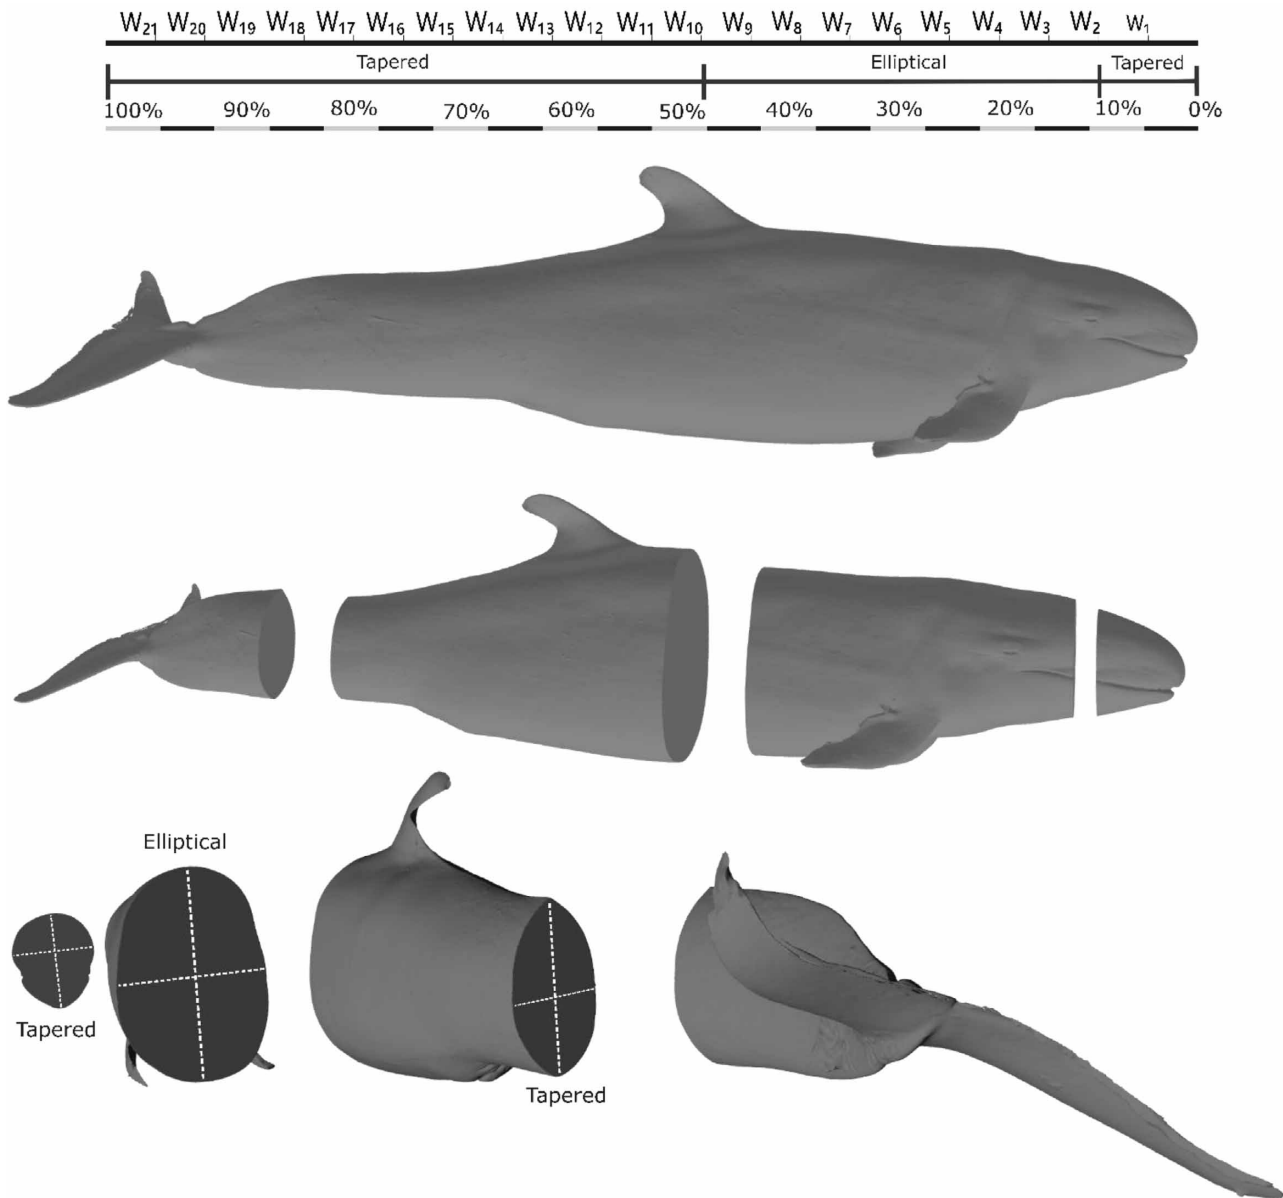 W21 W20 W19 W18 W17 W16 W15 W14 W13 W12 W11 W10 W9 W8 W7 W6 W5 W4 W3 W2 W1
Tapered Elliptical Tapered
100% 90% 80% 70% 60% 50% 40% 30% 20% 10% 0%
Elliptical
Tapered
Tapered